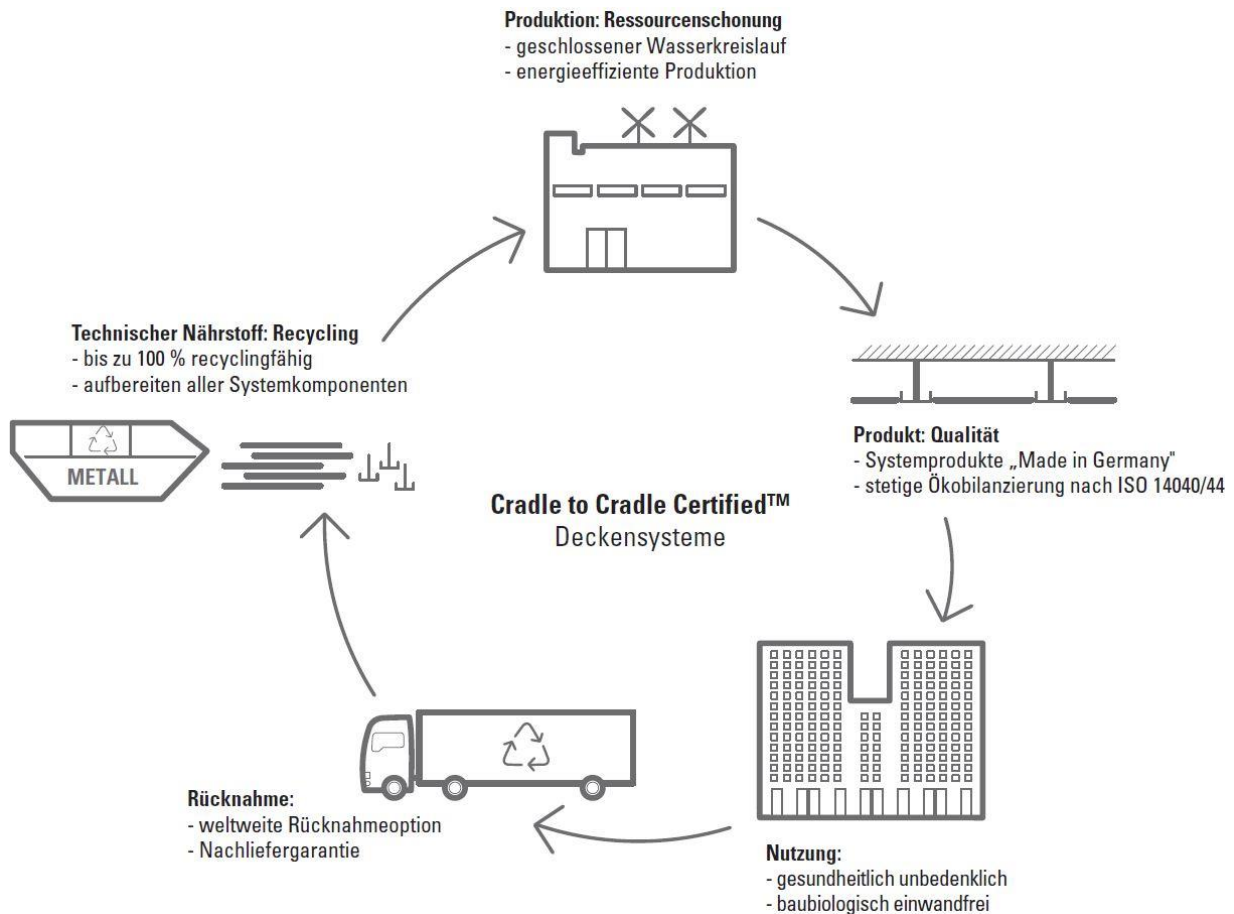 Produktion: Ressourcenschonung
- geschlossener Wasserkreislauf
- energieeffiziente Produktion
Technischer Nährstoff: Recycling
- bis zu 100 % recyclingfähig
- aufbereiten aller Systemkomponenten
METALL
Produkt: Qualität
- Systemprodukte „Made in Germany"
- stetige Ökobilanzierung nach ISO 14040/44
Cradle to Cradle Certified™
Deckensysteme
Rücknahme:
- weltweite Rücknahmeoption
- Nachliefergarantie
Nutzung:
- gesundheitlich unbedenklich
- baubiologisch einwandfrei